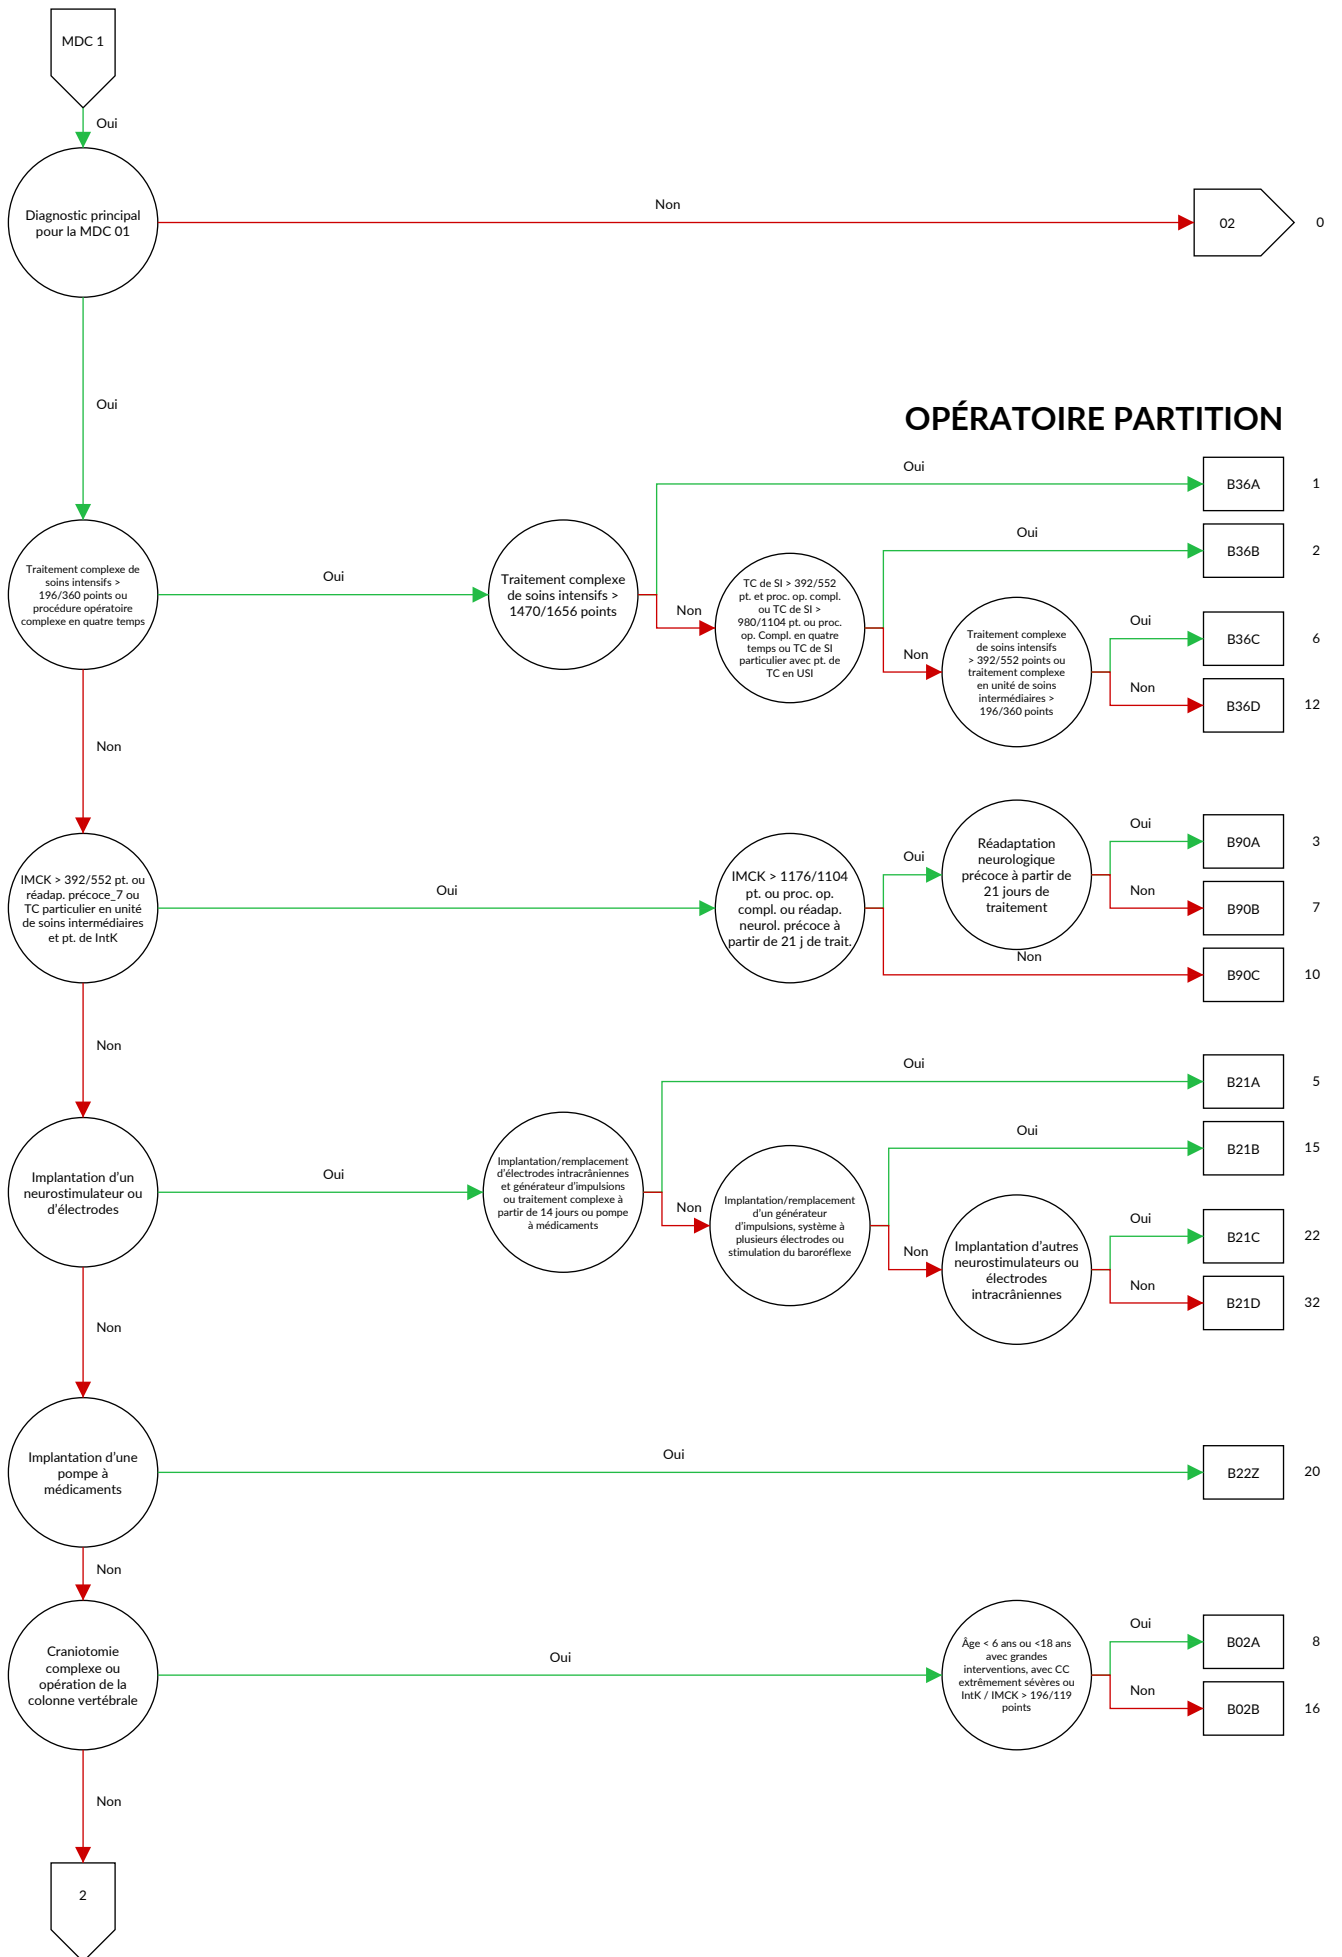 MDC 1
Oui
Diagnostic principal
pour la MDC 01
Non
02
0
Oui
OPÉRATOIRE PARTITION
Traitement complexe de
soins intensifs >
196/360 points ou
procédure opératoire
complexe en quatre temps
Oui
Traitement complexe
de soins intensifs >
1470/1656 points
Oui
B36A
1
Non
TC de SI > 392/552
pt. et proc. op. compl.
ou TC de SI >
980/1104 pt. ou proc.
op. Compl. en quatre
temps ou TC de SI
particulier avec pt. de
TC en USI
Oui
B36B
2
Non
Traitement complexe
de soins intensifs
> 392/552 points ou
traitement complexe
en unité de soins
intermédiaires >
196/360 points
Oui
B36C
6
Non
B36D
12
Non
IMCK > 392/552 pt. ou
réadap. précoce_7 ou
TC particulier en unité
de soins intermédiaires
et pt. de IntK
Oui
IMCK > 1176/1104
pt. ou proc. op.
compl. ou réadap.
neurol. précoce à
partir de 21 j de trait.
Oui
Réadaptation
neurologique
précoce à partir de
21 jours de
traitement
Oui
B90A
3
Non
B90B
7
Non
B90C
10
Non
Implantation d'un
neurostimulateur ou
d'électrodes
Oui
Implantation/remplacement
d'électrodes intracrâniennes
et générateur d'impulsions
ou traitement complexe à
partir de 14 jours ou pompe
à médicaments
Oui
B21A
5
Non
Implantation/remplacement
d'un générateur
d'impulsions, système à
plusieurs électrodes ou
stimulation du baroréflexe
Oui
B21B
15
Non
Implantation d'autres
neurostimulateurs ou
électrodes
intracrâniennes
Oui
B21C
22
Non
B21D
32
Non
Implantation d'une
pompe à
médicaments
Oui
B22Z
20
Non
Craniotomie
complexe ou
opération de la
colonne vertébrale
Oui
Âge < 6 ans ou <18 ans
avec grandes
interventions, avec CC
extrêmement sévères ou
IntK / IMCK > 196/119
points
Oui
B02A
8
Non
B02B
16
Non
2